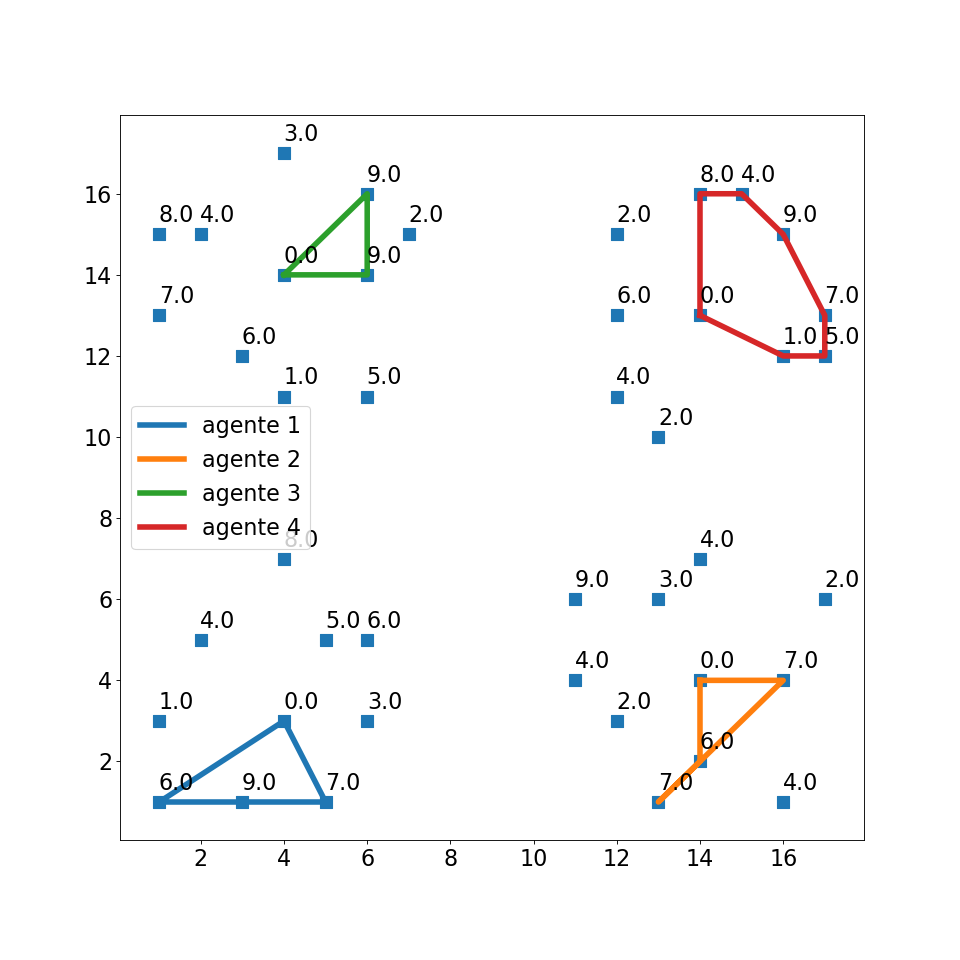 3.0
9.0
8.0 4.0 2.0 2.0 8.0 4.0 9.0
0.0 9.0
7.0 6.0 0.0 7.0
6.0 1.0 5.0
1.0 5.0 4.0
2.0
agente 1
agente 2
agente 3
agente 4
8.0 4.0
9.0 3.0 2.0
4.0 5.0 6.0
4.0 0.0 7.0
1.0 0.0 3.0 2.0
6.0
6.0 9.0 7.0 7.0 4.0
16
14
12
10
8
6
4
2
2 4 6 8 10 12 14 16